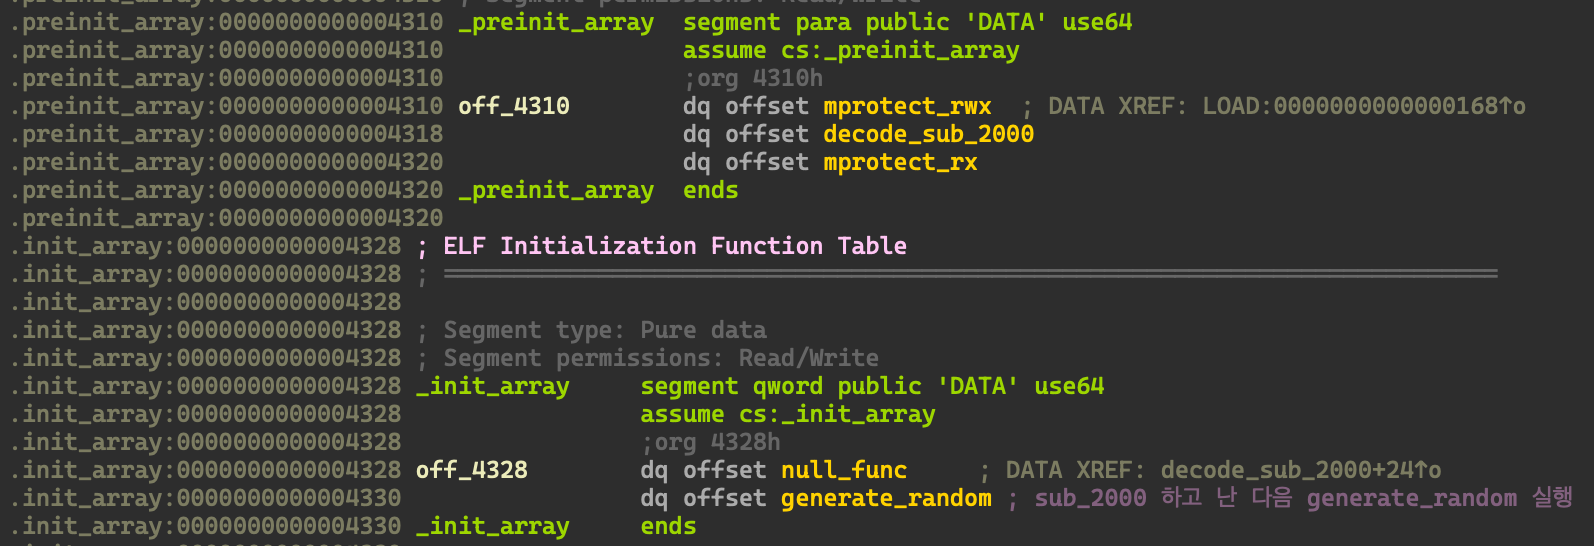 ; Segment permissions: Read/Write
.preinit_array:0000000000004310 _preinit_array  segment para public 'DATA' use64
.preinit_array:0000000000004310                 assume cs:_preinit_array
.preinit_array:0000000000004310                 ;org 4310h
.preinit_array:0000000000004310 off_4310        dq offset mprotect_rwx  ; DATA XREF: LOAD:0000000000000168↑o
.preinit_array:0000000000004318                 dq offset decode_sub_2000
.preinit_array:0000000000004320                 dq offset mprotect_rx
.preinit_array:0000000000004320 _preinit_array  ends
.preinit_array:0000000000004320
.init_array:0000000000004328 ; ELF Initialization Function Table
.init_array:0000000000004328 ; ===========================================================================
.init_array:0000000000004328
.init_array:0000000000004328 ; Segment type: Pure data
.init_array:0000000000004328 ; Segment permissions: Read/Write
.init_array:0000000000004328 _init_array     segment qword public 'DATA' use64
.init_array:0000000000004328                 assume cs:_init_array
.init_array:0000000000004328                 ;org 4328h
.init_array:0000000000004328 off_4328        dq offset null_func     ; DATA XREF: decode_sub_2000+24↑o
.init_array:0000000000004330                 dq offset generate_random ; sub_2000 하고 난 다음 generate_random 실행
.init_array:0000000000004330 _init_array     ends